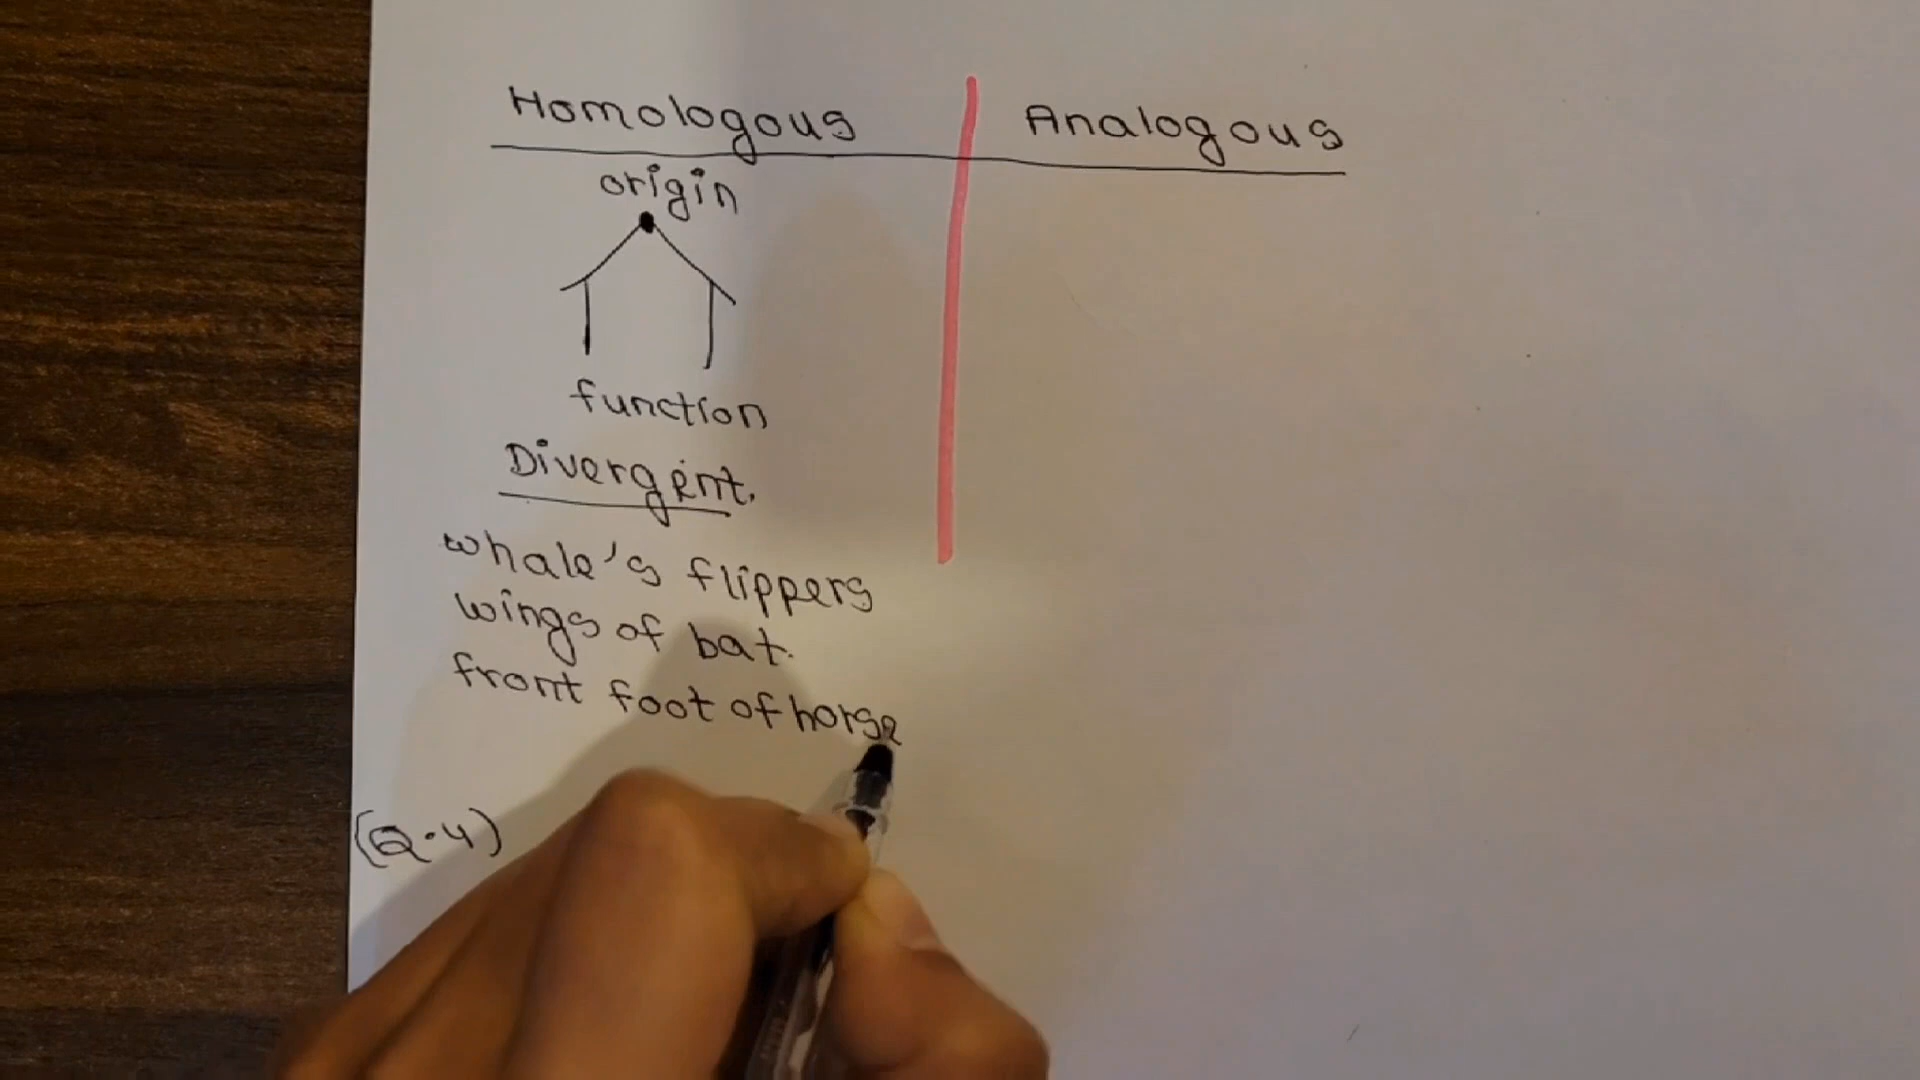 Homologous
Analogous
origin
function
Divergent.
whale's flippers
wings of bat.
front foot of horse
(Q.4)